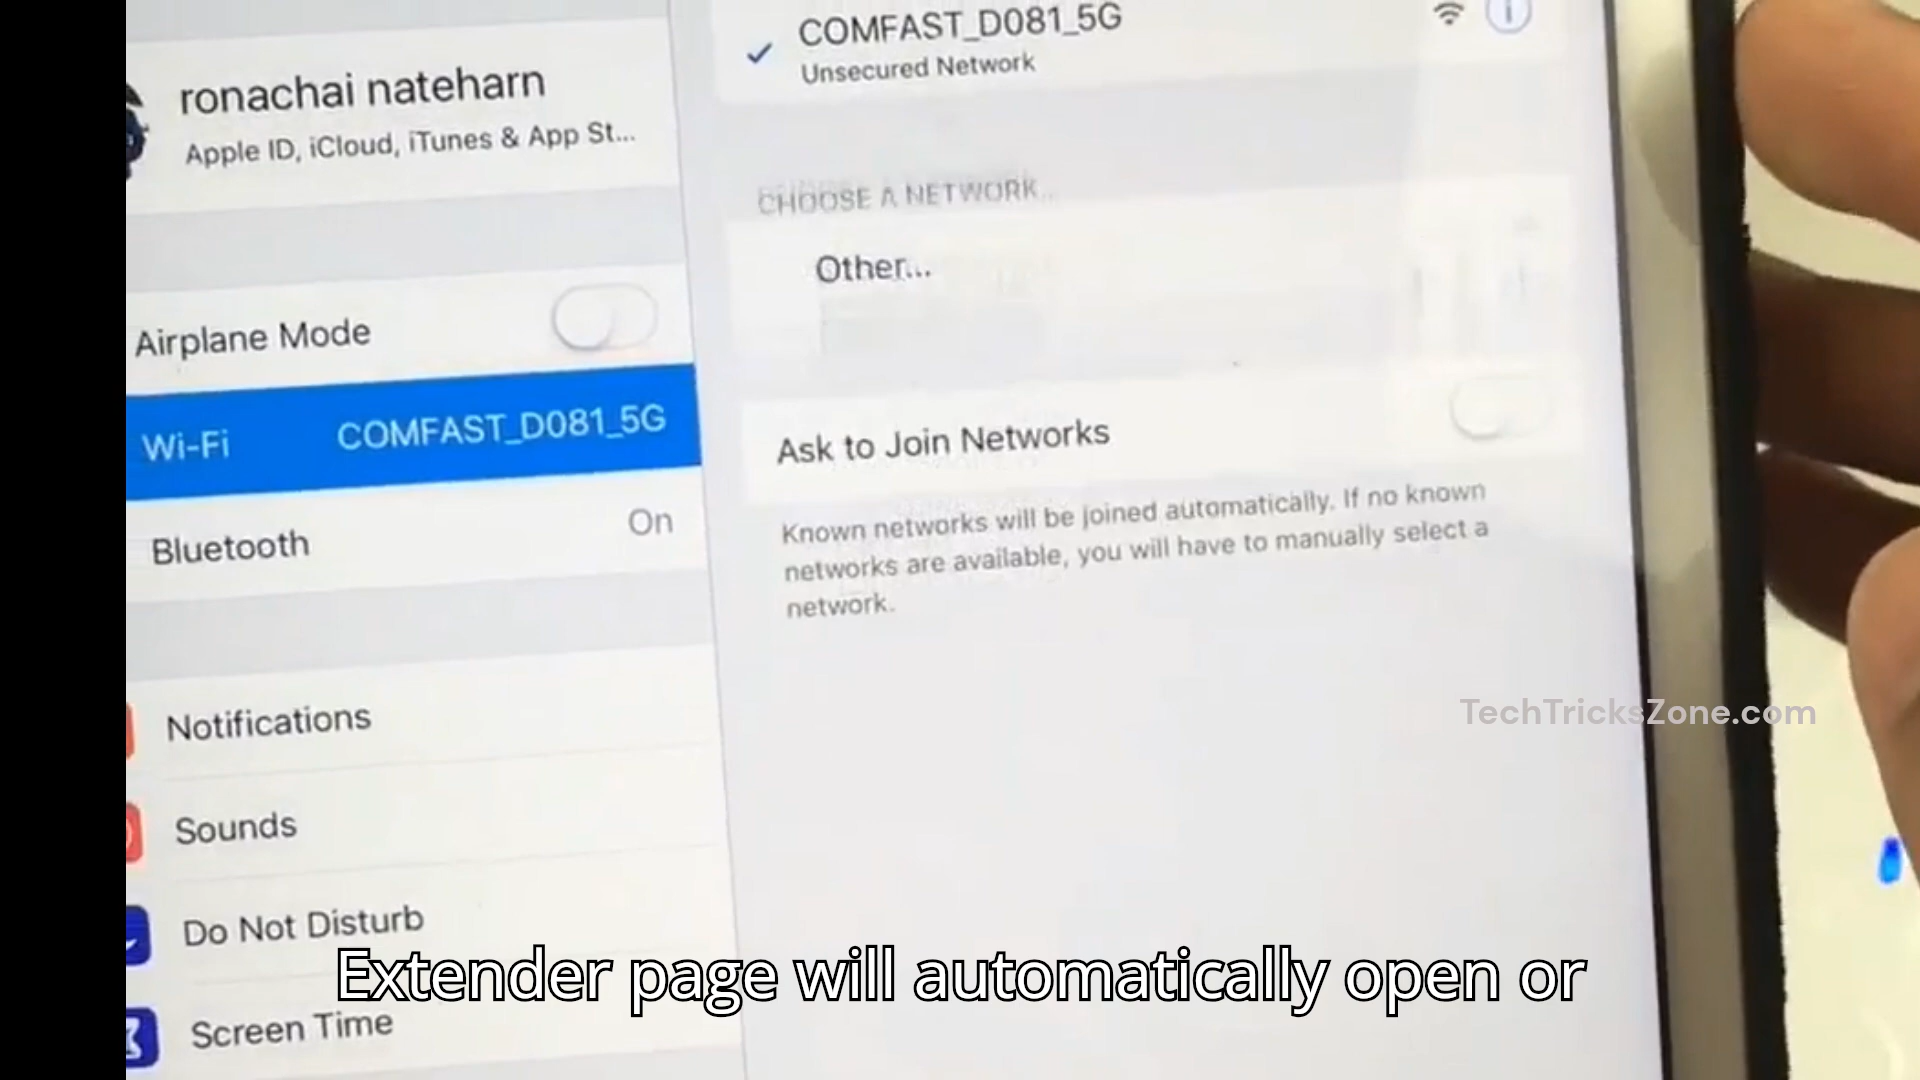 ronachai nateharn
Apple ID, iCloud, iTunes & App St...
Airplane Mode
Wi-Fi COMFAST_D081_5G
Bluetooth On
Notifications
Sounds
Do Not Disturb
Screen Time
COMFAST_D081_5G
Unsecured Network
CHOOSE A NETWORK...
Other...
Ask to Join Networks
Known networks will be joined automatically. If no known
networks are available, you will have to manually select a
network.
TechTricksZone.com
Extender page will automatically open or